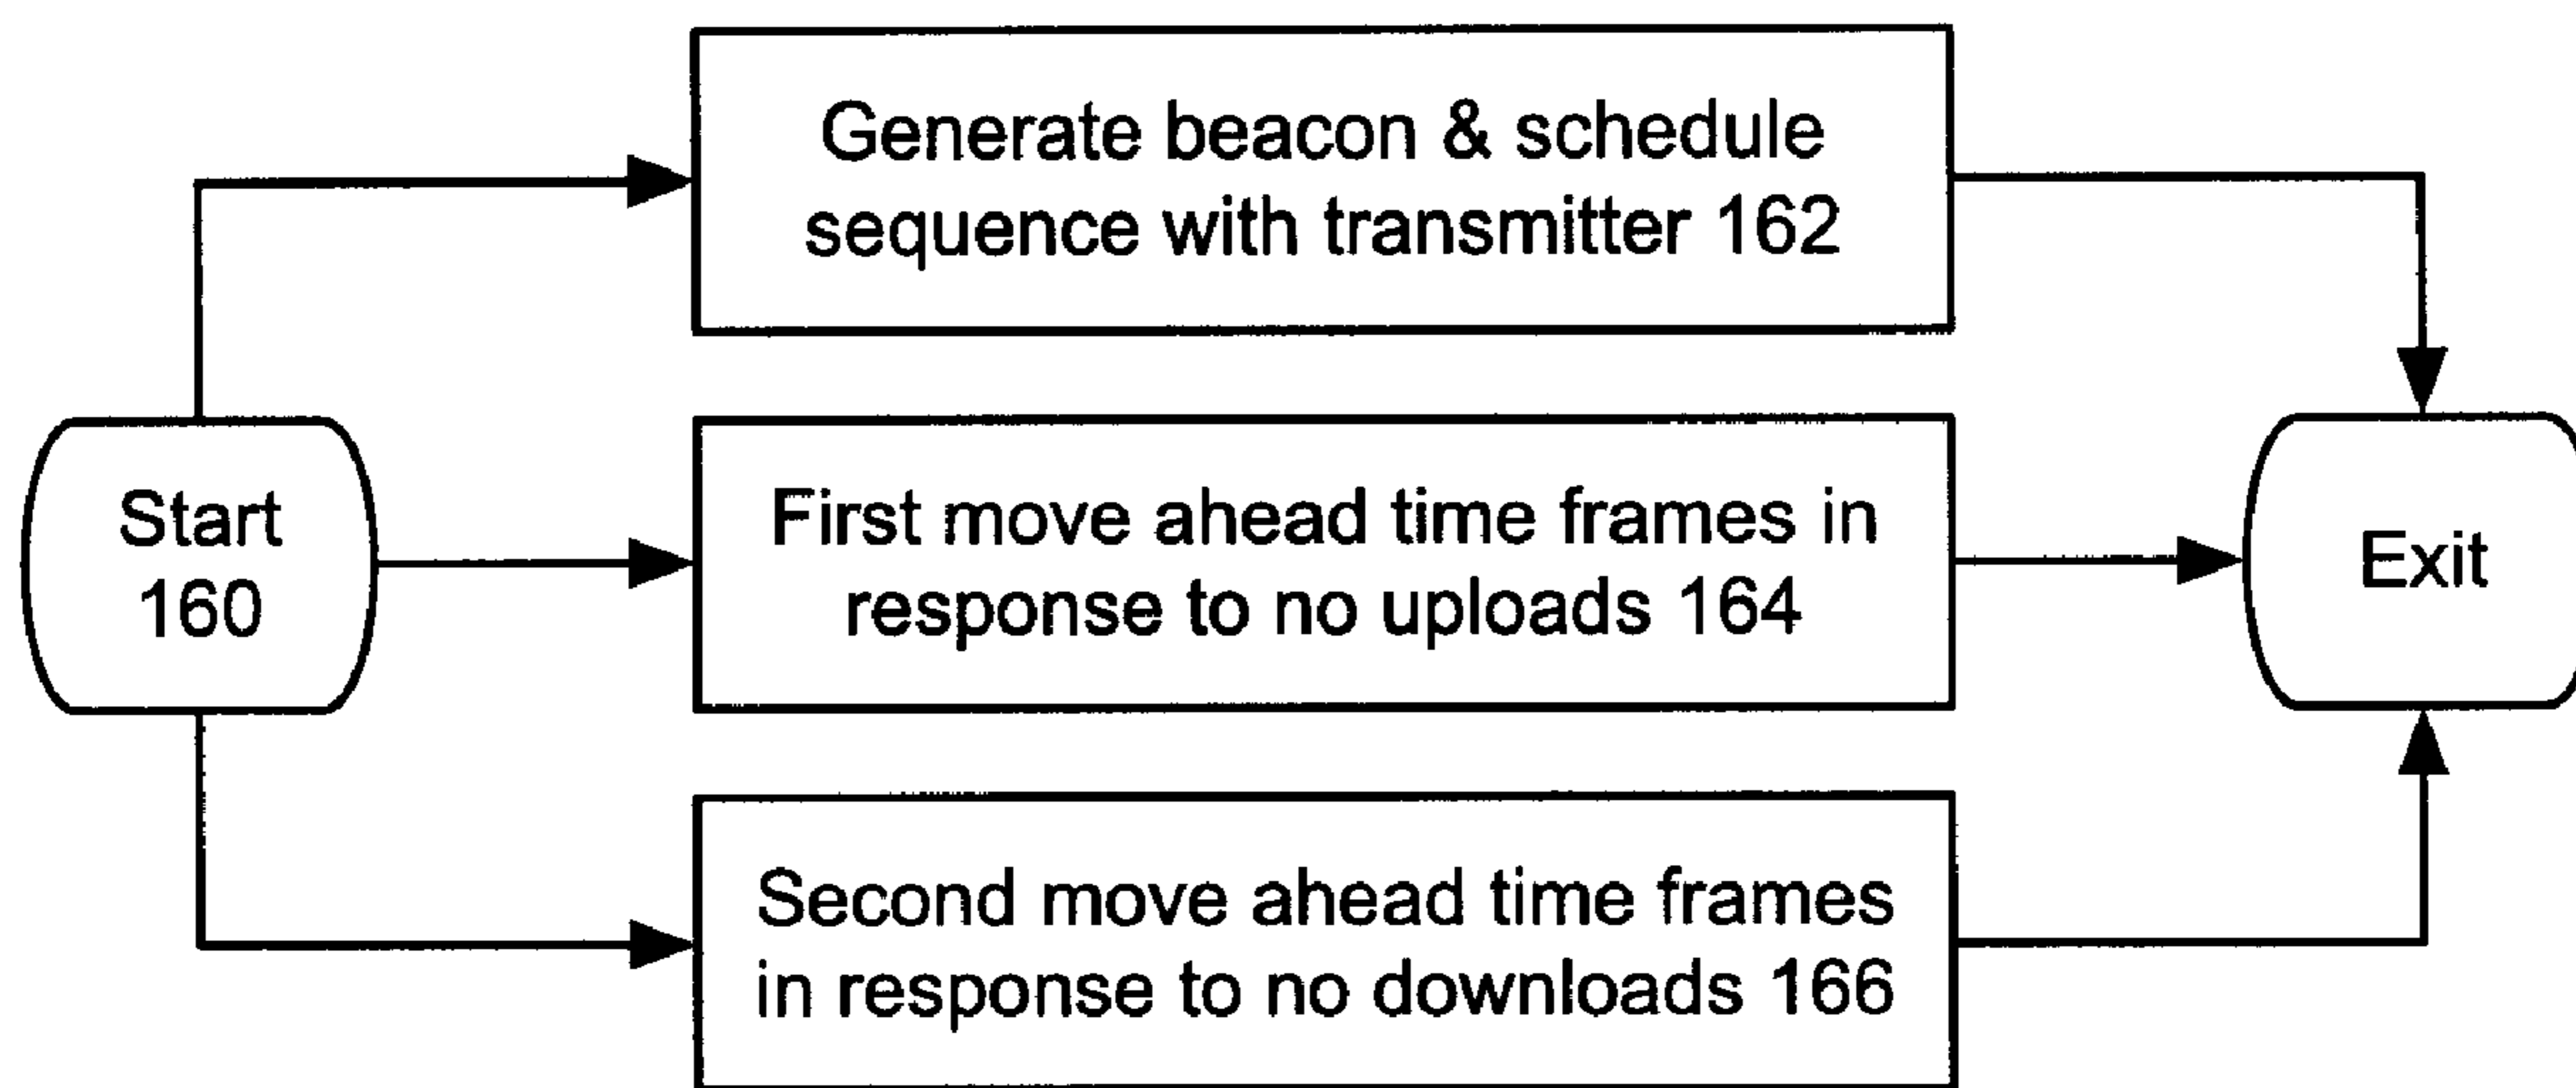 Generate beacon & schedule
sequence with transmitter 162
Start
160
First move ahead time frames in
response to no uploads 164
Exit
Second move ahead time frames
in response to no downloads 166